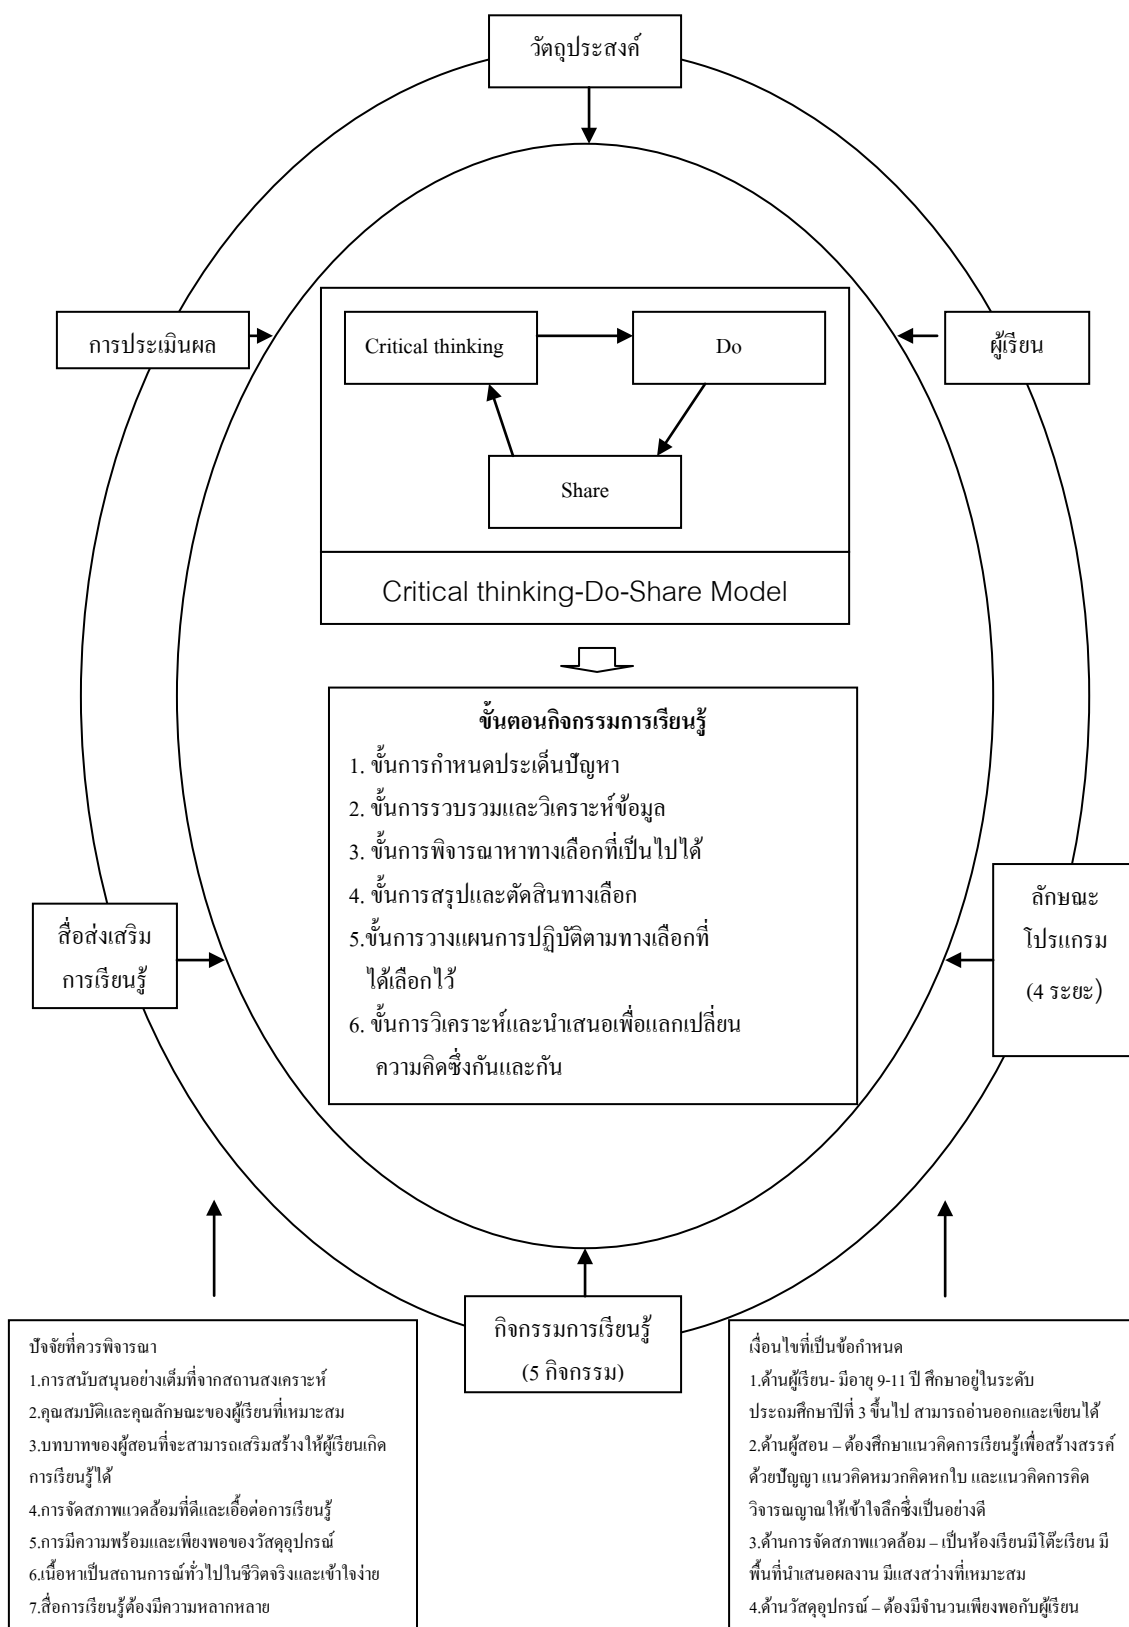 วัตถุประสงค์
การประเมินผล
ผู้เรียน
Critical thinking
Do
Share
Critical thinking-Do-Share Model
ขั้นตอนกิจกรรมการเรียนรู้
1. ขั้นการกำหนดประเด็นปัญหา
2. ขั้นการรวบรวมและวิเคราะห์ข้อมูล
3. ขั้นการพิจารณาหาทางเลือกที่เป็นไปได้
4. ขั้นการสรุปและตัดสินทางเลือก
5.ขั้นการวางแผนการปฏิบัติตามทางเลือกที่
ได้เลือกไว้
6. ขั้นการวิเคราะห์และนำเสนอเพื่อแลกเปลี่ยน
ความคิดซึ่งกันและกัน
สื่อส่งเสริม
การเรียนรู้
ลักษณะ
โปรแกรม
(4 ระยะ)
กิจกรรมการเรียนรู้
(5 กิจกรรม)
ปัจจัยที่ควรพิจารณา
1.การสนับสนุนอย่างเต็มที่จากสถานสงเคราะห์
2.คุณสมบัติและคุณลักษณะของผู้เรียนที่เหมาะสม
3.บทบาทของผู้สอนที่จะสามารถเสริมสร้างให้ผู้เรียนเกิด
การเรียนรู้ได้
4.การจัดสภาพแวดล้อมที่ดีและเอื้อต่อการเรียนรู้
5.การมีความพร้อมและเพียงพอของวัสดุอุปกรณ์
6.เนื้อหาเป็นสถานการณ์ทั่วไปในชีวิตจริงและเข้าใจง่าย
7.สื่อการเรียนรู้ต้องมีความหลากหลาย
เงื่อนไขที่เป็นข้อกำหนด
1.ด้านผู้เรียน- มีอายุ 9-11 ปี ศึกษาอยู่ในระดับ
ประถมศึกษาปีที่ 3 ขึ้นไป สามารถอ่านออกและเขียนได้
2.ด้านผู้สอน – ต้องศึกษาแนวคิดการเรียนรู้เพื่อสร้างสรรค์
ด้วยปัญญา แนวคิดหมวกคิดหกใบ และแนวคิดการคิด
วิจารณญาณให้เข้าใจลึกซึ่งเป็นอย่างดี
3.ด้านการจัดสภาพแวดล้อม – เป็นห้องเรียนมีโต๊ะเรียน มี
พื้นที่นำเสนอผลงาน มีแสงสว่างที่เหมาะสม
4.ด้านวัสดุอุปกรณ์ – ต้องมีจำนวนเพียงพอกับผู้เรียน